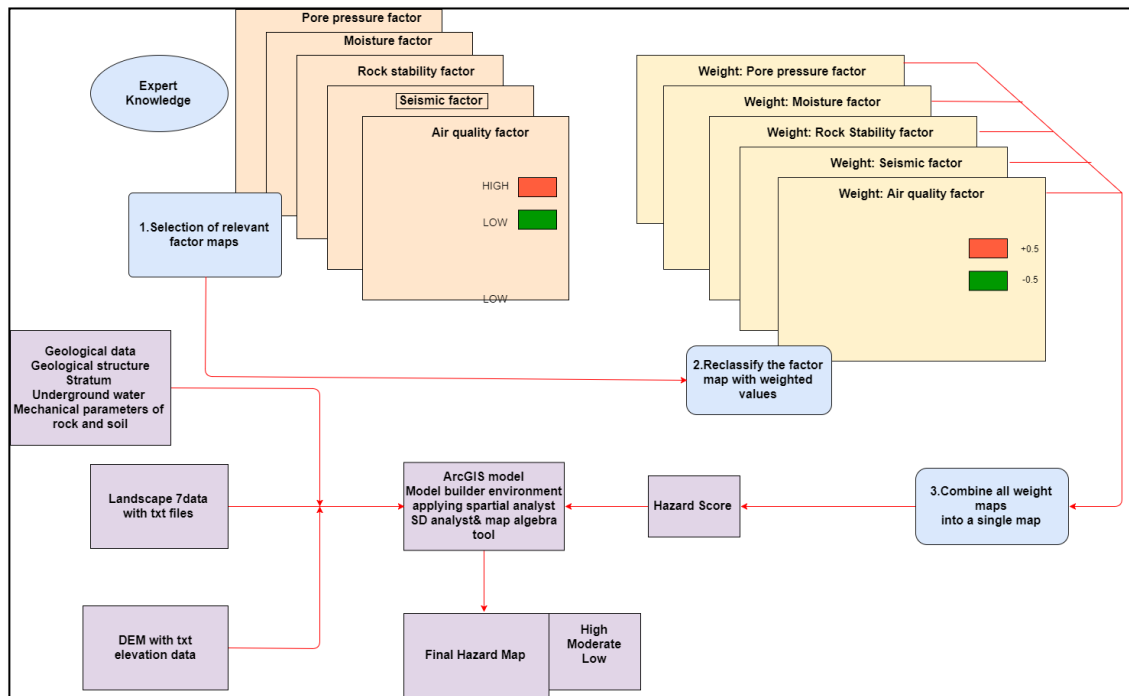 Pore pressure factor
Moisture factor
Rock stability factor
Seismic factor
Air quality factor
HIGH
LOW
LOW
Expert
Knowledge
1.Selection of relevant
factor maps
Weight: Pore pressure factor
Weight: Moisture factor
Weight: Rock Stability factor
Weight: Seismic factor
Weight: Air quality factor
+0.5
-0.5
2.Reclassify the factor
map with weighted
values
Geological data
Geological structure
Stratum
Underground water
Mechanical parameters of
rock and soil
Landscape 7data
with txt files
ArcGIS model
Model builder environment
applying spartial analyst
SD analyst& map algebra
tool
Hazard Score
3.Combine all weight
maps
into a single map
DEM with txt
elevation data
Final Hazard Map
High
Moderate
Low